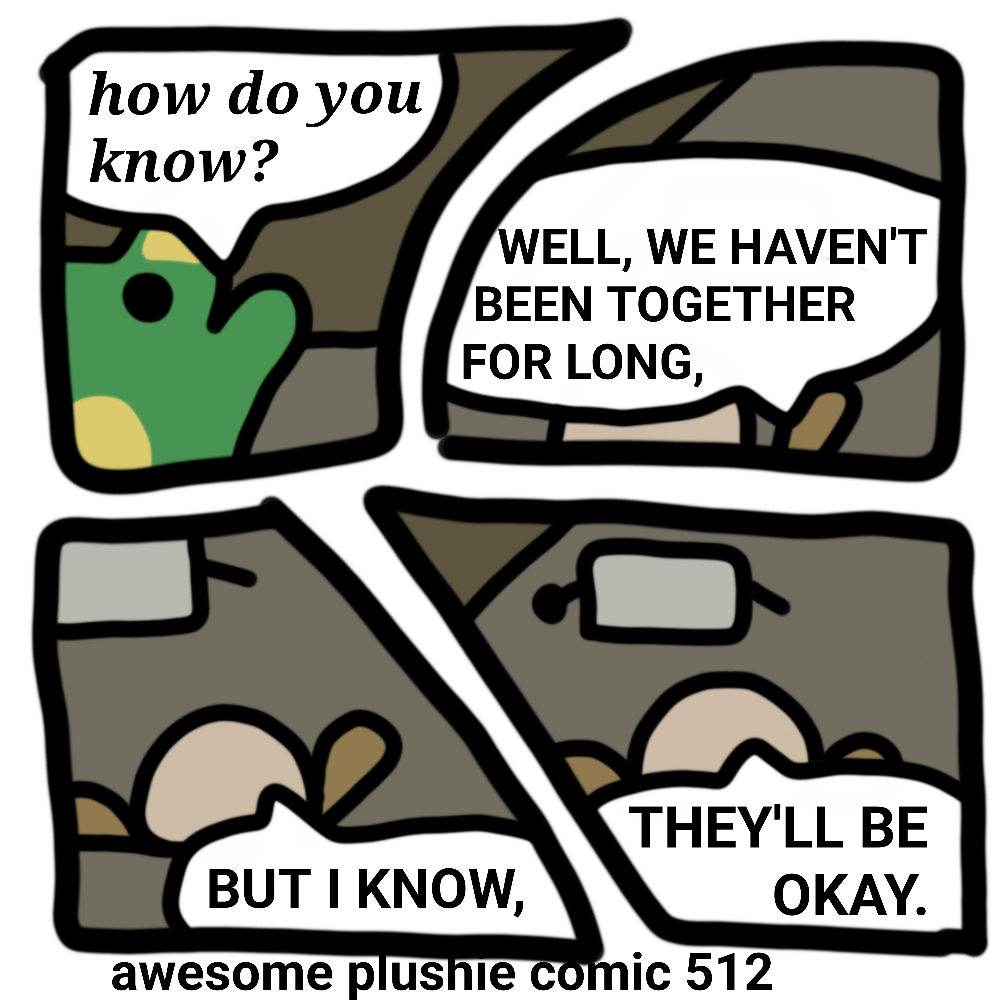 how do you
know?
WELL, WE HAVEN'T
BEEN TOGETHER
FOR LONG,
BUT I KNOW,
THEY'LL BE
OKAY.
awesome plushie comic 512